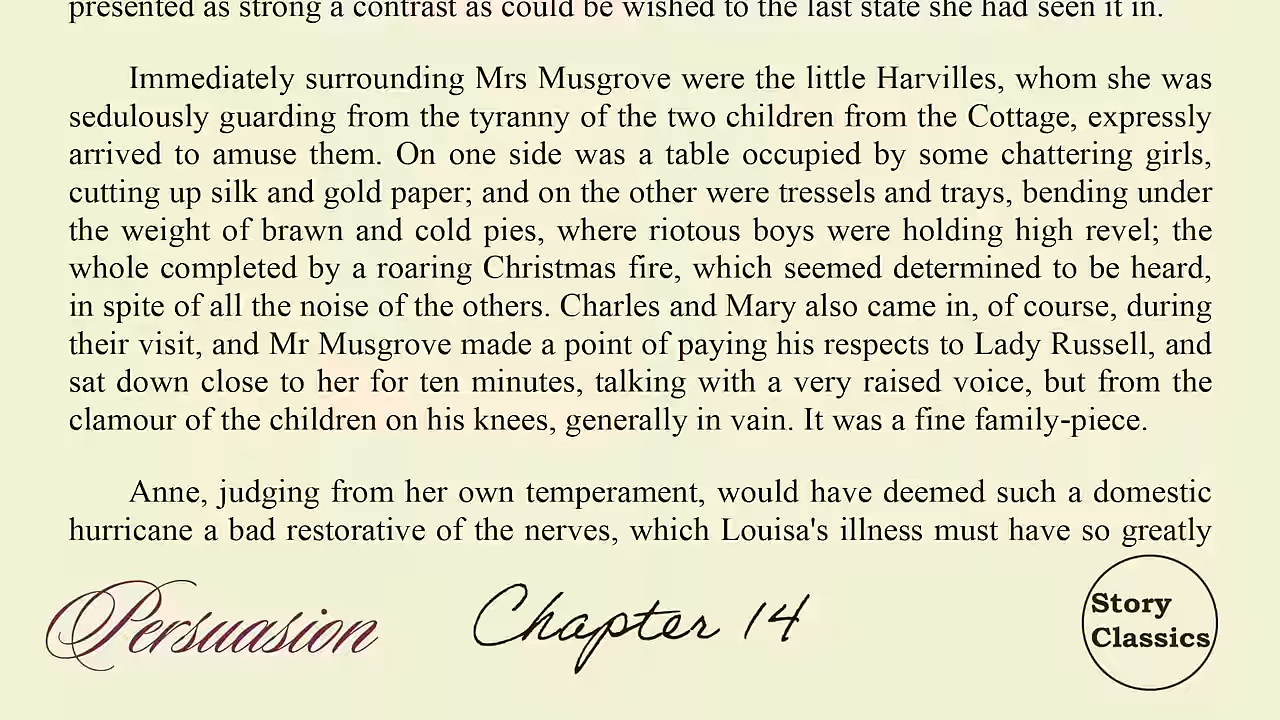 presented as strong a contrast as could be wished to the last state she had seen it in.
Immediately surrounding Mrs Musgrove were the little Harvilles, whom she was
sedulously guarding from the tyranny of the two children from the Cottage, expressly
arrived to amuse them. On one side was a table occupied by some chattering girls,
cutting up silk and gold paper; and on the other were tressels and trays, bending under
the weight of brawn and cold pies, where riotous boys were holding high revel; the
whole completed by a roaring Christmas fire, which seemed determined to be heard,
in spite of all the noise of the others. Charles and Mary also came in, of course, during
their visit, and Mr Musgrove made a point of paying his respects to Lady Russell, and
sat down close to her for ten minutes, talking with a very raised voice, but from the
clamour of the children on his knees, generally in vain. It was a fine family-piece.
Anne, judging from her own temperament, would have deemed such a domestic
hurricane a bad restorative of the nerves, which Louisa's illness must have so greatly
Persuasion
Chapter 14
Story
Classics